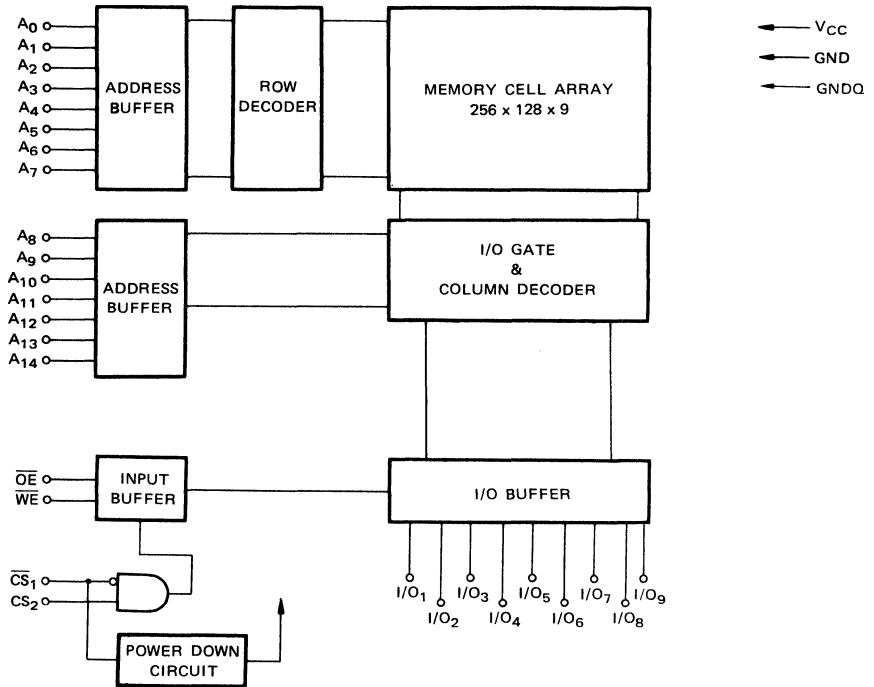 A0
A1
A2
A3
A4
A5
A6
A7
ADDRESS
BUFFER
ROW
DECODER
MEMORY CELL ARRAY
256 x 128 x 9
VCC
GND
GNDQ
A8
A9
A10
A11
A12
A13
A14
ADDRESS
BUFFER
I/O GATE
&
COLUMN DECODER
OE
WE
INPUT
BUFFER
I/O BUFFER
CS1
CS2
I/O1
I/O2
I/O3
I/O4
I/O5
I/O6
I/O7
I/O8
I/O9
POWER DOWN
CIRCUIT